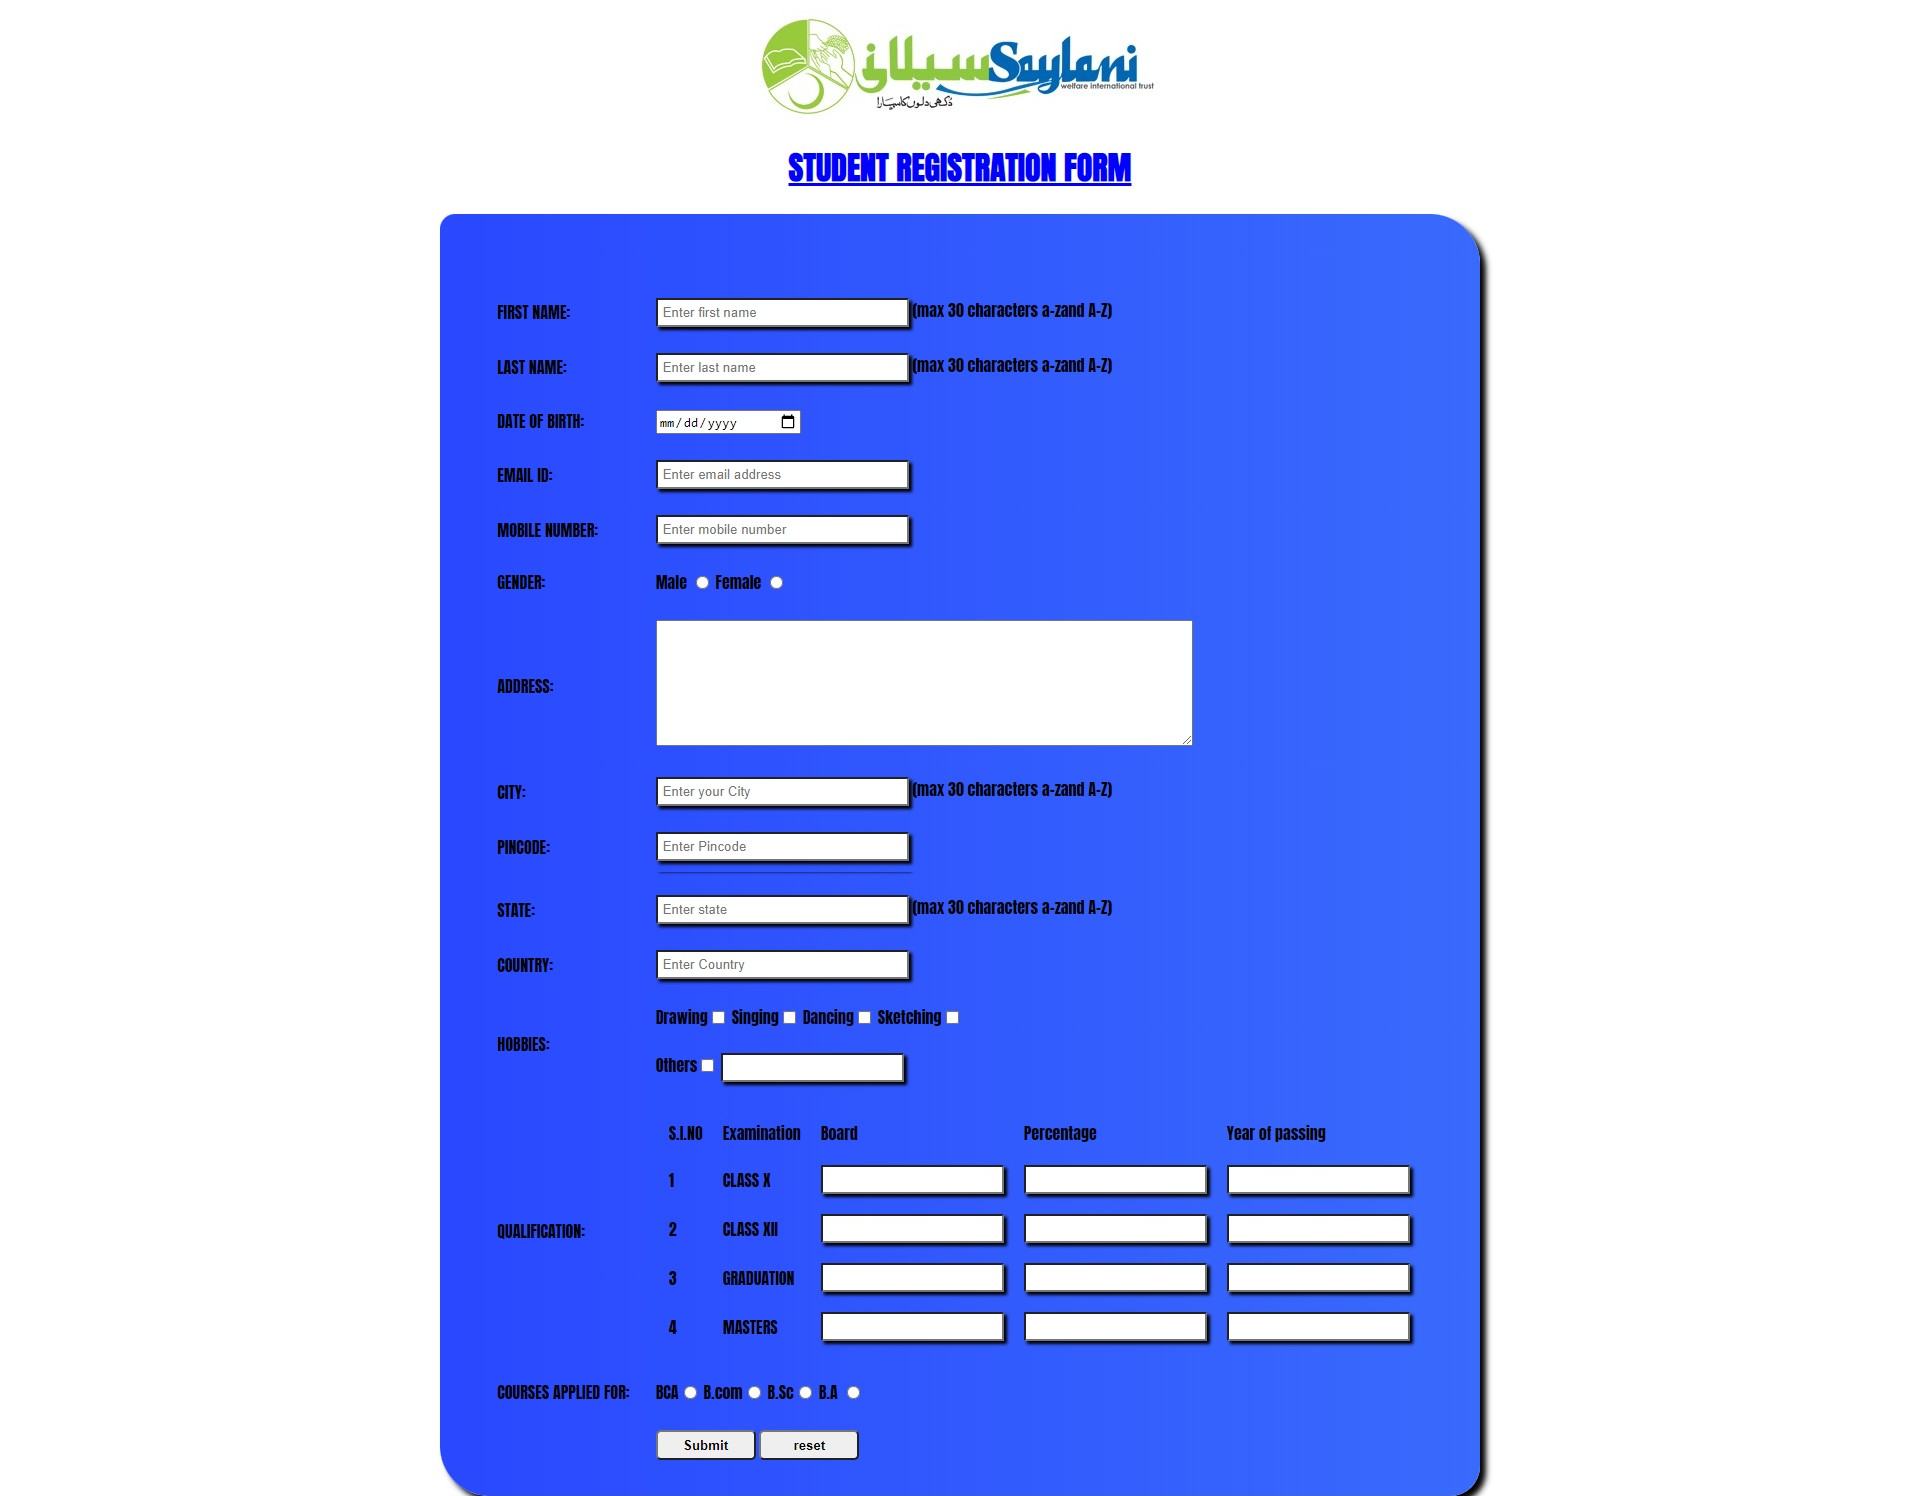 سیلانی Saylani
welfare international trust
دُکھی دلوں کا سہارا
STUDENT REGISTRATION FORM
FIRST NAME: Enter first name (max 30 characters a-zand A-Z)
LAST NAME: Enter last name (max 30 characters a-zand A-Z)
DATE OF BIRTH: mm/dd/yyyy
EMAIL ID: Enter email address
MOBILE NUMBER: Enter mobile number
GENDER: Male Female
ADDRESS:
CITY: Enter your City (max 30 characters a-zand A-Z)
PINCODE: Enter Pincode
STATE: Enter state (max 30 characters a-zand A-Z)
COUNTRY: Enter Country
Drawing Singing Dancing Sketching
HOBBIES:
Others
S.I.NO Examination Board Percentage Year of passing
1 CLASS X
2 CLASS XII
QUALIFICATION:
3 GRADUATION
4 MASTERS
COURSES APPLIED FOR: BCA B.com B.Sc B.A
Submit reset